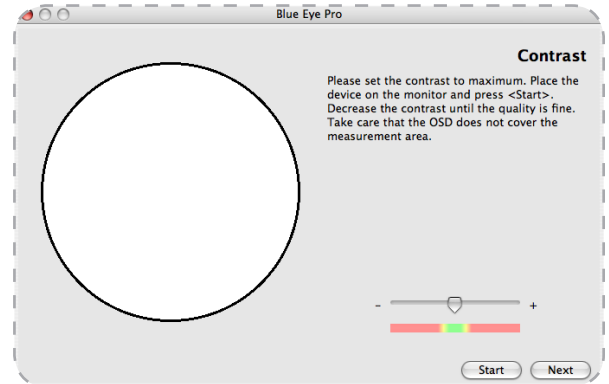 Blue Eye Pro
Contrast
Please set the contrast to maximum. Place the
device on the monitor and press <Start>.
Decrease the contrast until the quality is fine.
Take care that the OSD does not cover the
measurement area.
- +
Start Next